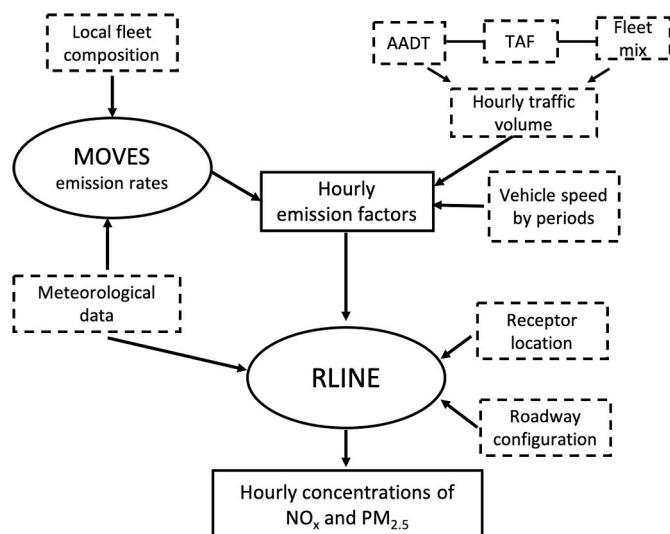 Local fleet
composition
AADT
TAF
Fleet
mix
Hourly traffic
volume
MOVES
emission rates
Hourly
emission factors
Vehicle speed
by periods
Meteorological
data
Receptor
location
RLINE
Roadway
configuration
Hourly concentrations of
NOₓ and PM₂.₅